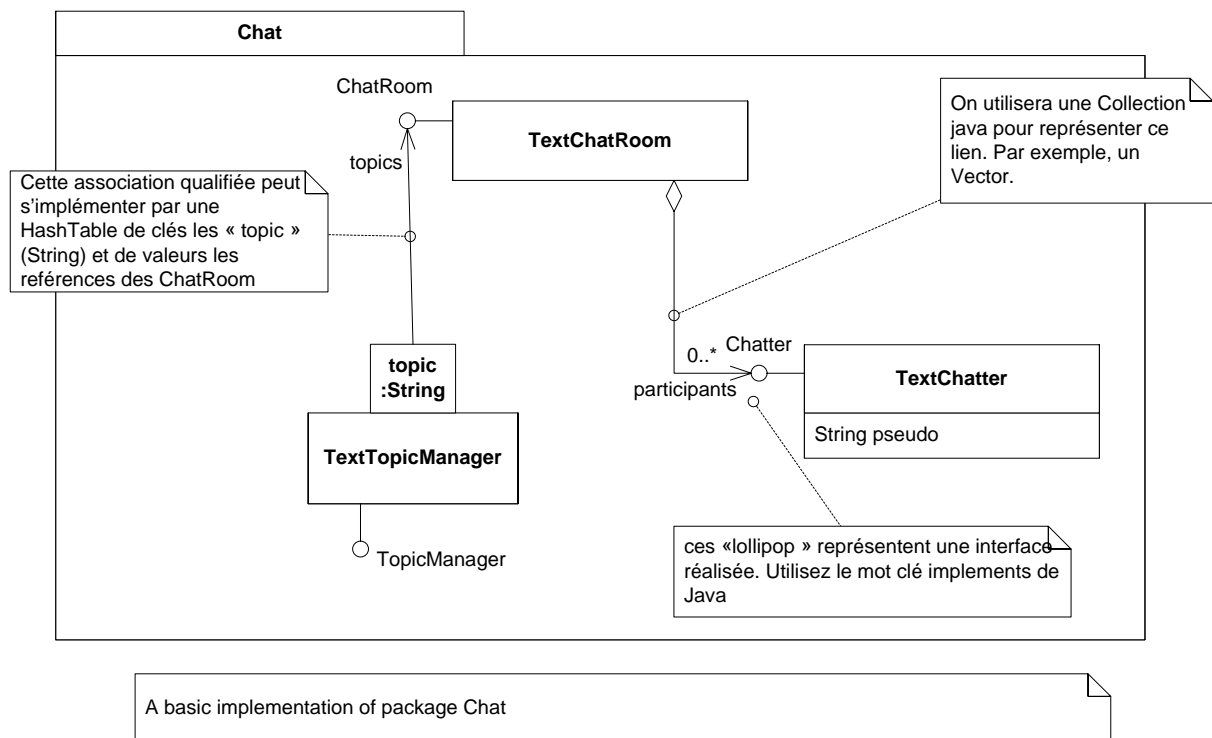 Chat
ChatRoom
TextChatRoom
topics
On utilisera une Collection
java pour représenter ce
lien. Par exemple, un
Vector.
Cette association qualifiée peut
s'implémenter par une
HashTable de clés les « topic »
(String) et de valeurs les
reférences des ChatRoom
topic
:String
TextTopicManager
TopicManager
0..*
Chatter
participants
TextChatter
String pseudo
ces «lollipop » représentent une interface
réalisée. Utilisez le mot clé implements de
Java
A basic implementation of package Chat